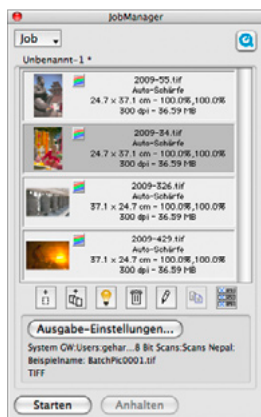 JobManager
Job
Unbenannt-1 *
2009-55.tif
Auto-Schärfe
24.7 x 37.1 cm - 100.0%,100.0%
300 dpi - 36.59 MB
2009-34.tif
Auto-Schärfe
24.7 x 37.1 cm - 100.0%,100.0%
300 dpi - 36.59 MB
2009-326.tif
Auto-Schärfe
37.1 x 24.7 cm - 100.0%,100.0%
300 dpi - 36.59 MB
2009-429.tif
Auto-Schärfe
37.1 x 24.7 cm - 100.0%,100.0%
300 dpi - 36.59 MB
Ausgabe-Einstellungen...
System GW:Users:gehar...8 Bit Scans:Scans Nepal:
Beispielname: BatchPic0001.tif
TIFF
Starten
Anhalten